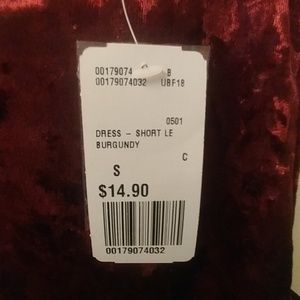 00179074 B
00179074032 UBF18
0501
DRESS - SHORT LE
BURGUNDY
C
S
$14.90
00179074032